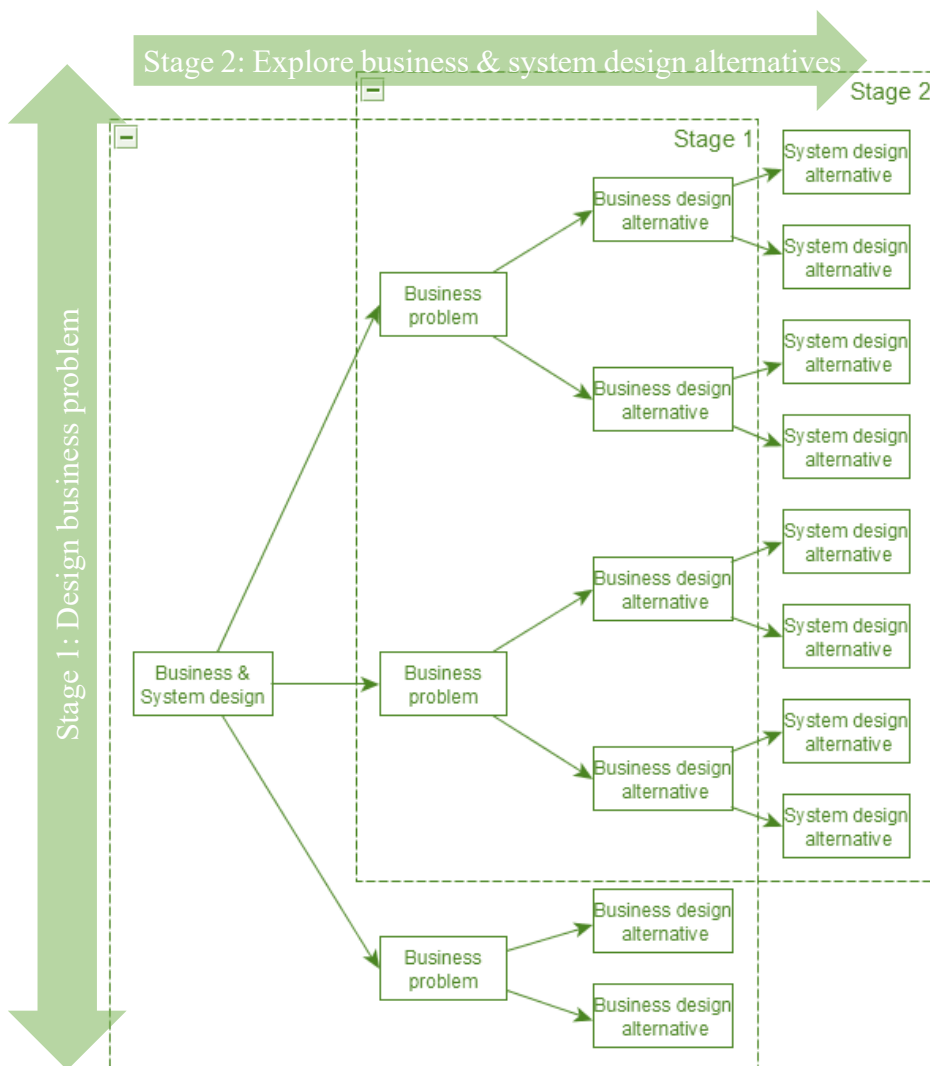 Stage 2: Explore business & system design alternatives
Stage 2
Stage 1
Stage 1: Design business problem
System design
alternative
Business design
alternative
System design
alternative
Business
problem
System design
alternative
Business design
alternative
System design
alternative
System design
alternative
Business design
alternative
System design
alternative
Business &
System design
Business
problem
System design
alternative
Business design
alternative
System design
alternative
Business design
alternative
Business
problem
Business design
alternative